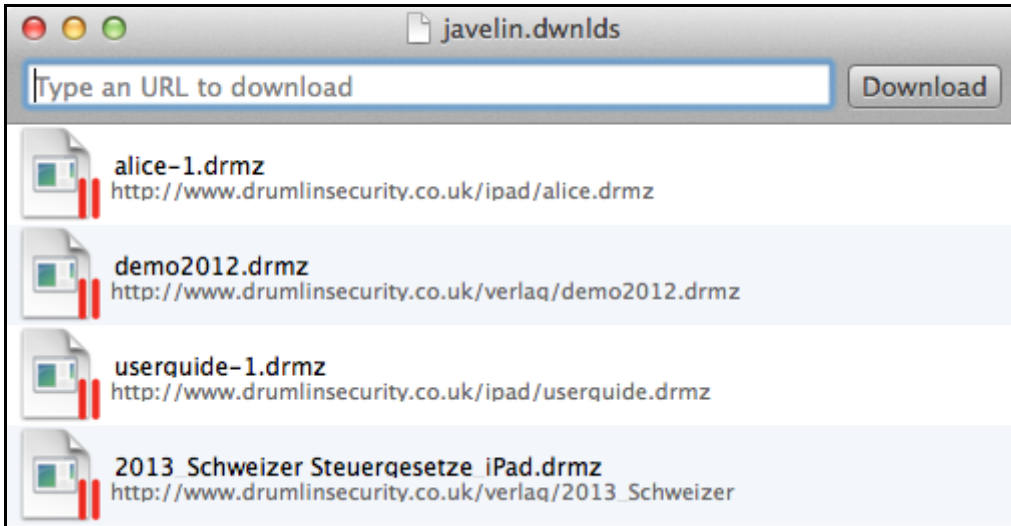 javelin.dwnlds
Type an URL to download
Download
alice-1.drmz
http://www.drumlinsecurity.co.uk/ipad/alice.drmz
demo2012.drmz
http://www.drumlinsecurity.co.uk/verlag/demo2012.drmz
userguide-1.drmz
http://www.drumlinsecurity.co.uk/ipad/userguide.drmz
2013_Schweizer Steuergesetze_iPad.drmz
http://www.drumlinsecurity.co.uk/verlag/2013_Schweizer